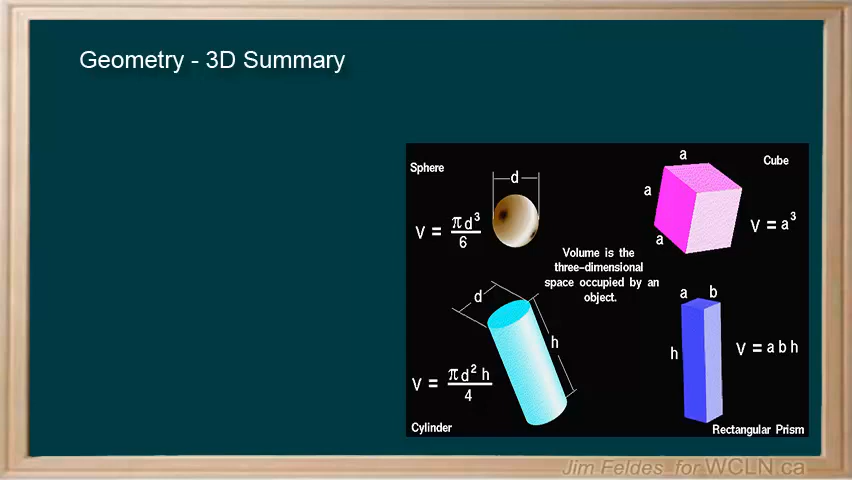 Geometry - 3D Summary
Sphere
d
V = πd³/6
a
a
a
Cube
V = a³
Volume is the
three-dimensional
space occupied by an
object.
d
h
V = πd² h/4
Cylinder
a b
h
V = a b h
Rectangular Prism
Jim Feldes for WCLN.ca